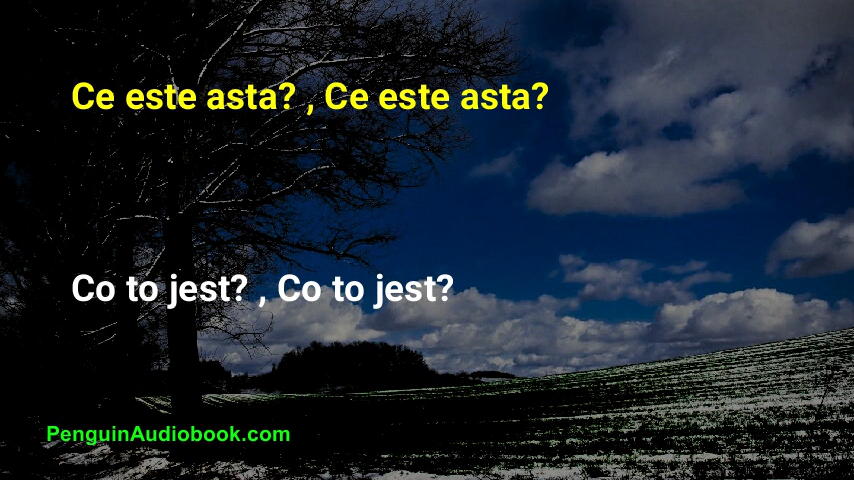 Ce este asta? , Ce este asta?
Co to jest? , Co to jest?
PenguinAudiobook.com